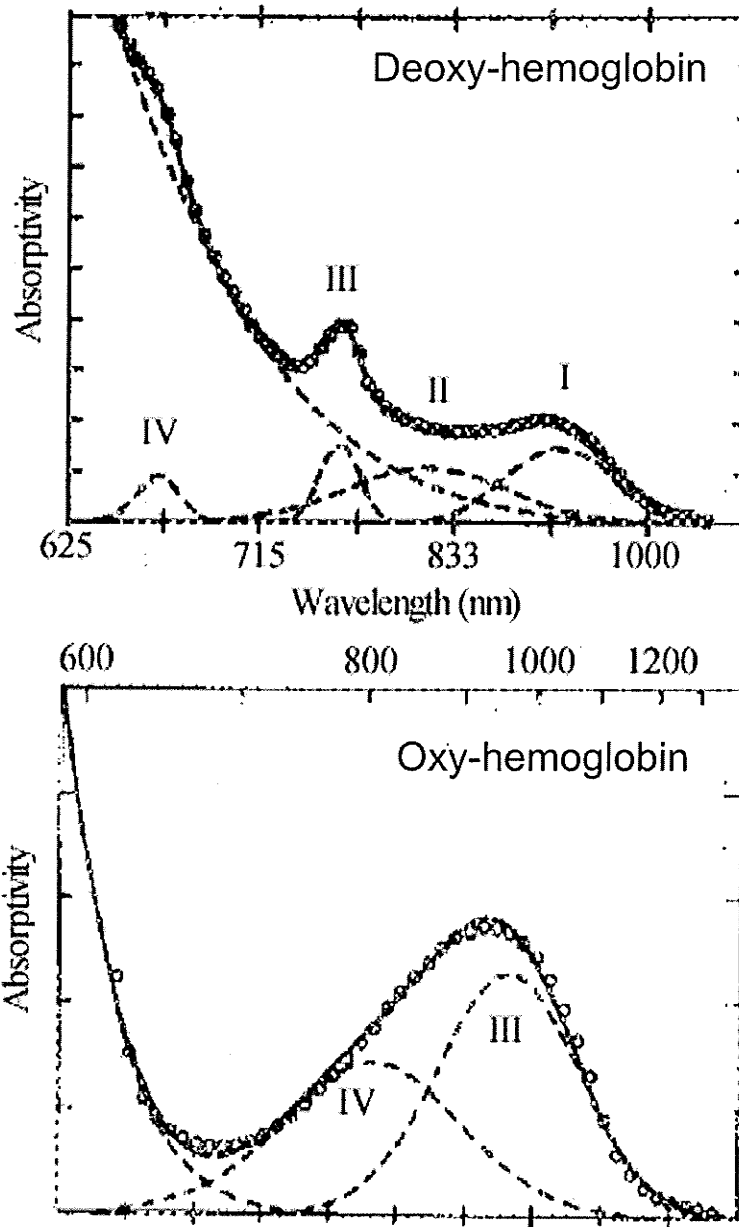 Deoxy-hemoglobin
Absorptivity
III
II
I
IV
625 715 833 1000
Wavelength (nm)
600 800 1000 1200
Oxy-hemoglobin
Absorptivity
III
IV